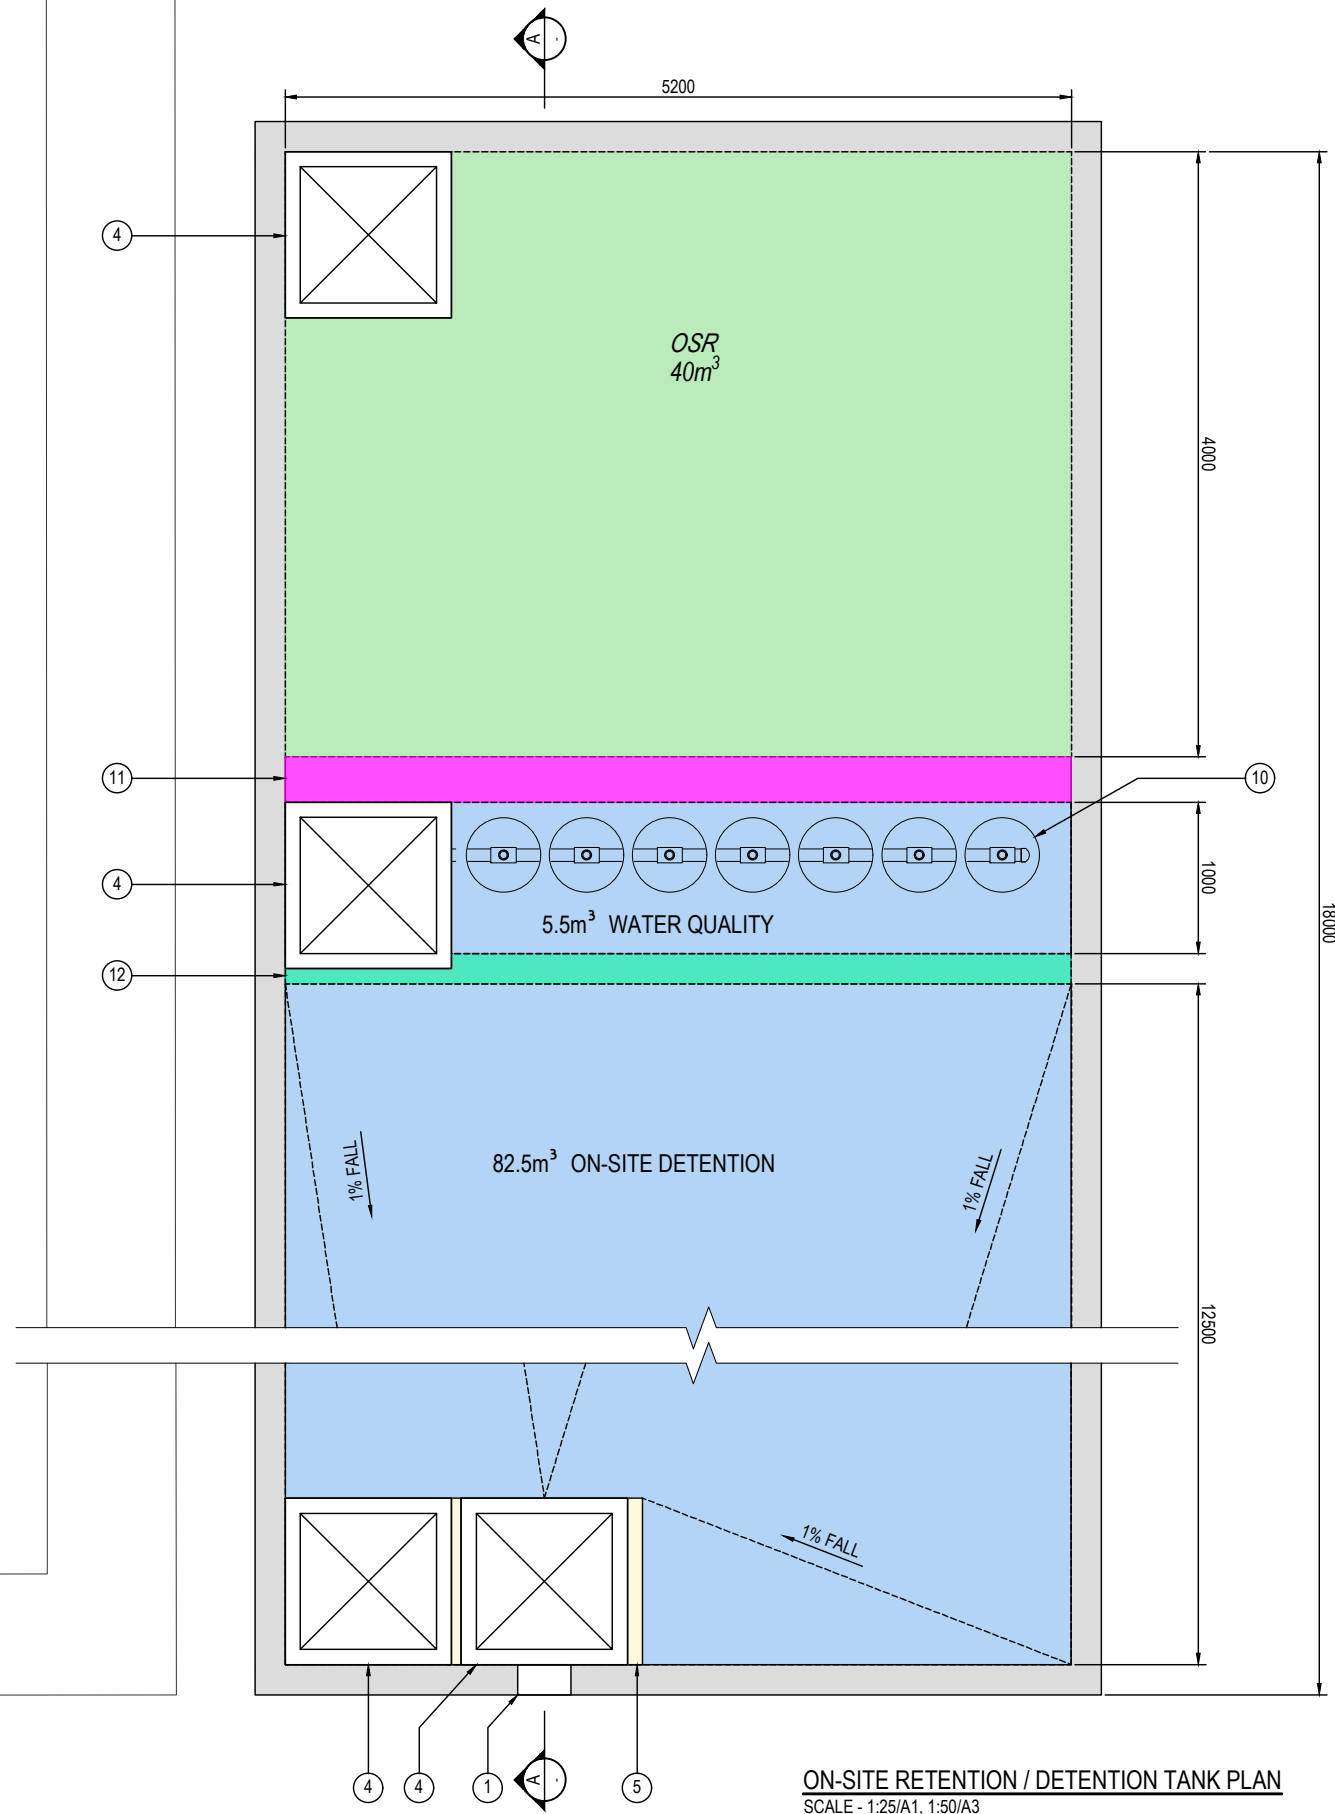 A
-
5200
4
OSR
40m³
4000
11
10
4
1000
5.5m³ WATER QUALITY
18000
12
82.5m³ ON-SITE DETENTION
1% FALL
1% FALL
12500
1% FALL
4
4
1
A
-
5
ON-SITE RETENTION / DETENTION TANK PLAN
SCALE - 1:25/A1, 1:50/A3